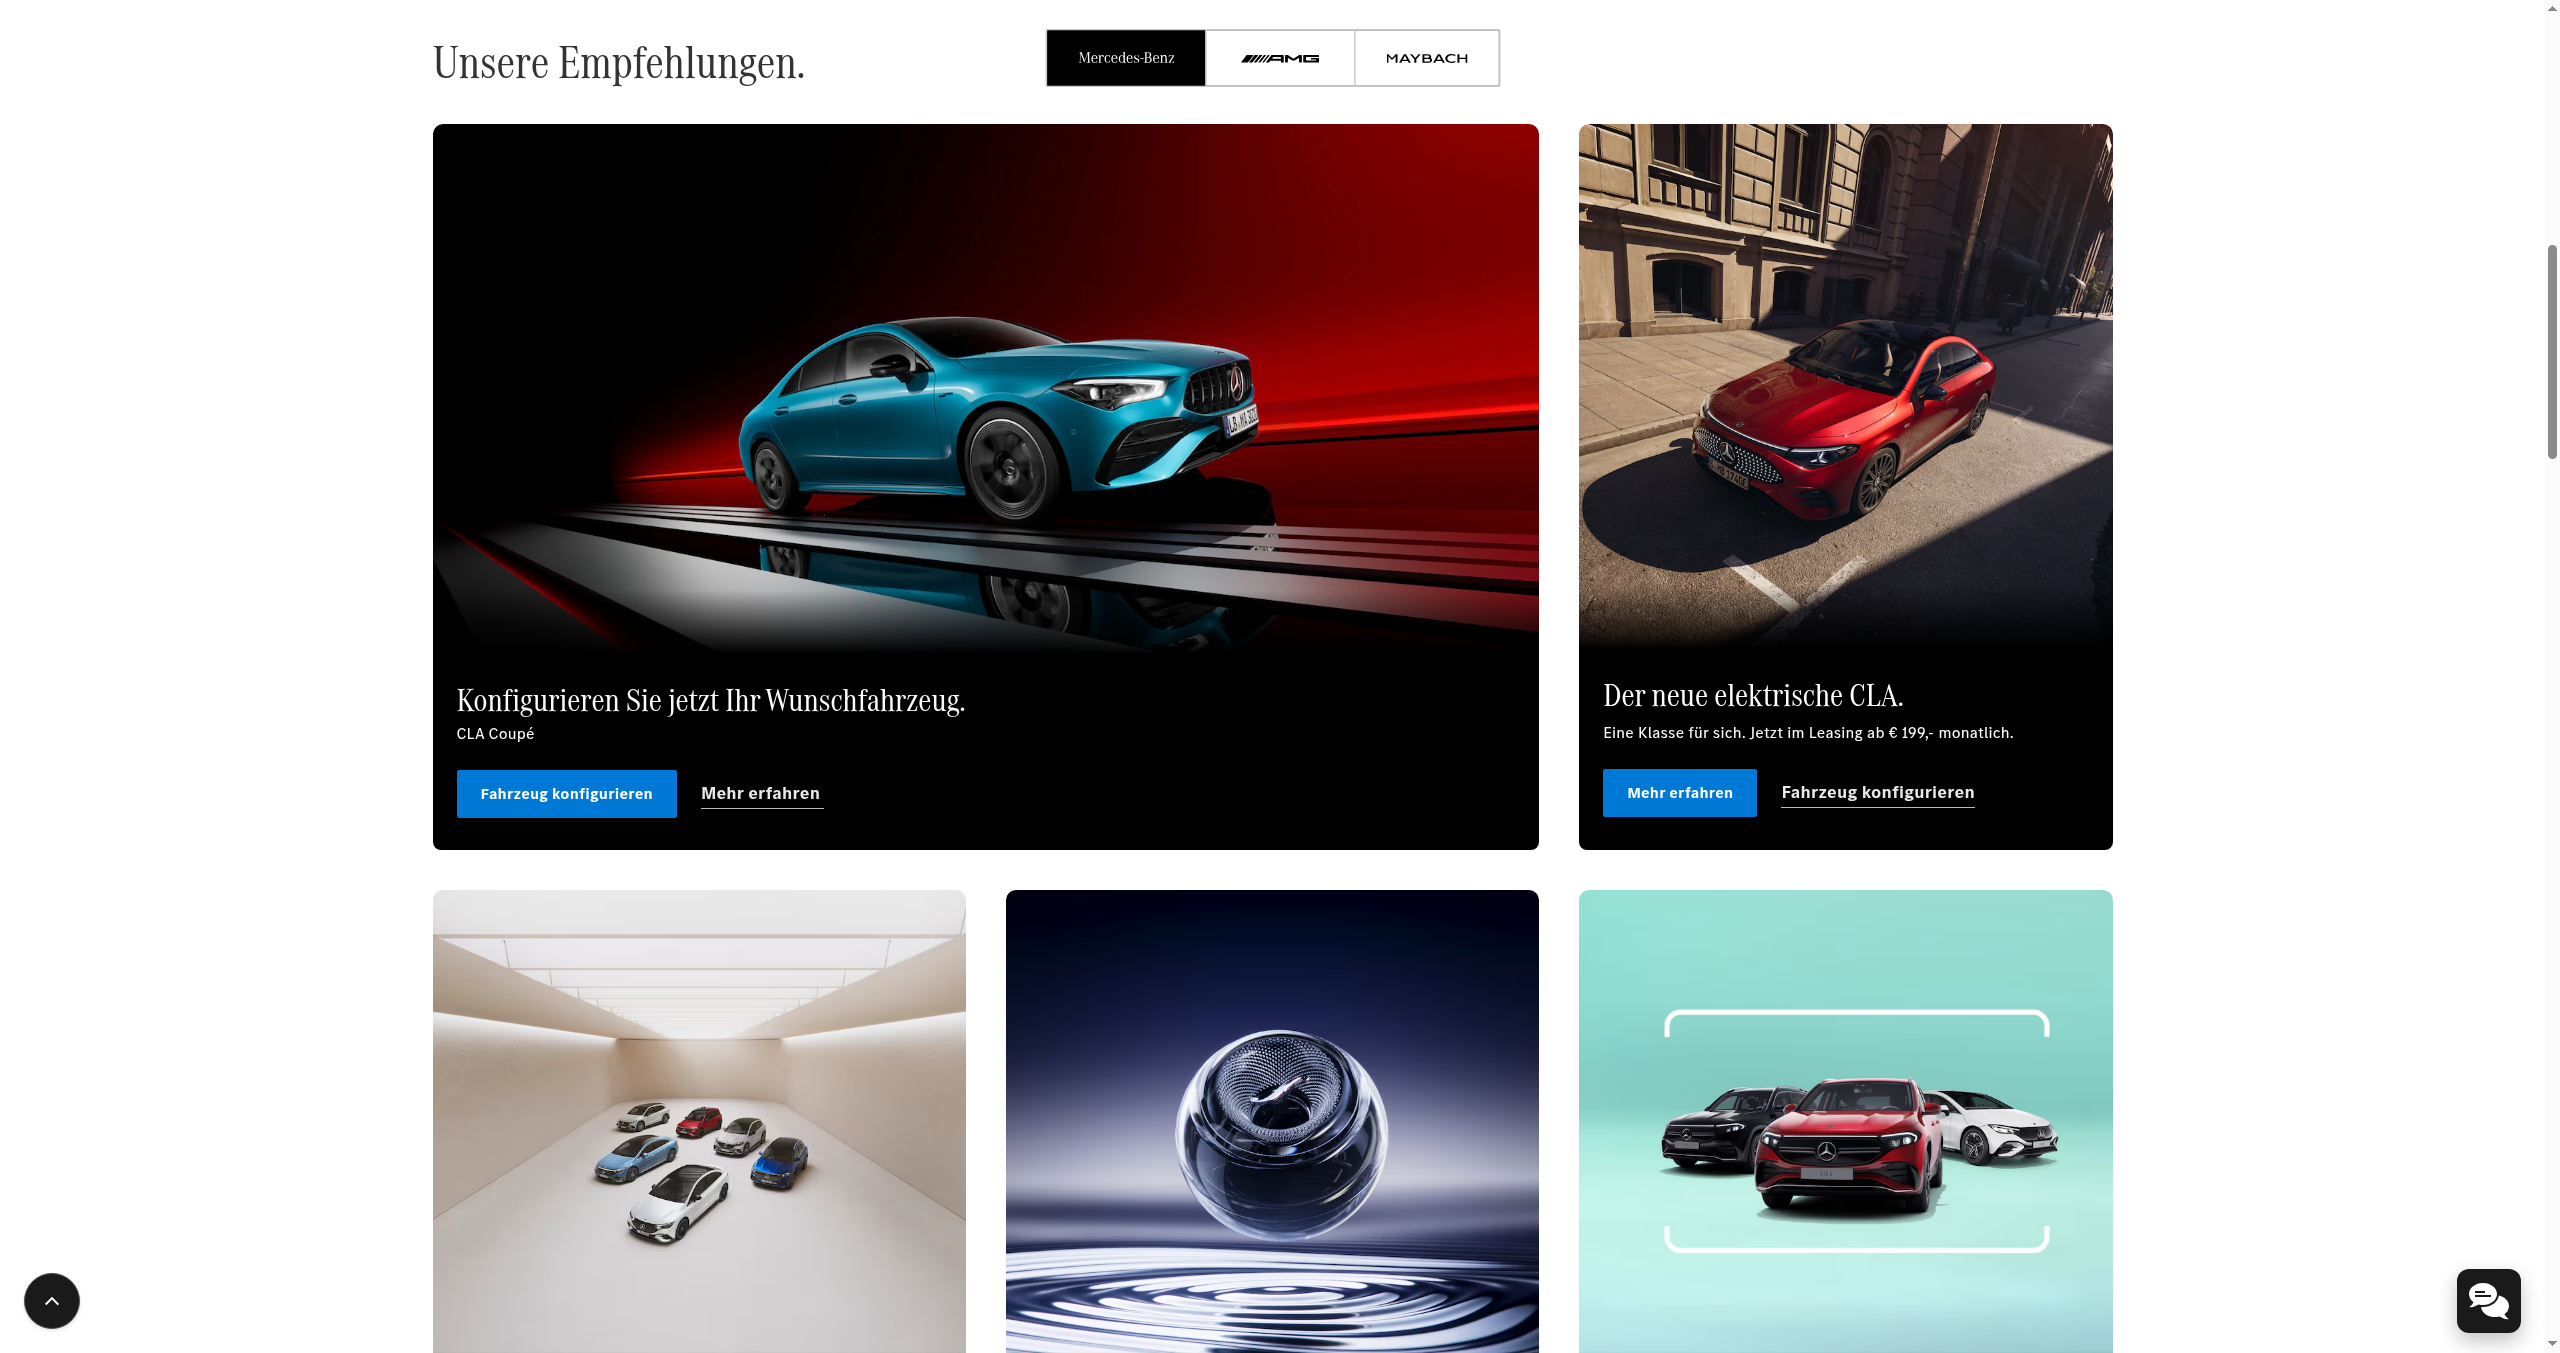 Unsere Empfehlungen.
Mercedes-Benz
AMG
MAYBACH
Konfigurieren Sie jetzt Ihr Wunschfahrzeug.
CLA Coupé
Fahrzeug konfigurieren
Mehr erfahren
Der neue elektrische CLA.
Eine Klasse für sich. Jetzt im Leasing ab € 199,- monatlich.
Mehr erfahren
Fahrzeug konfigurieren